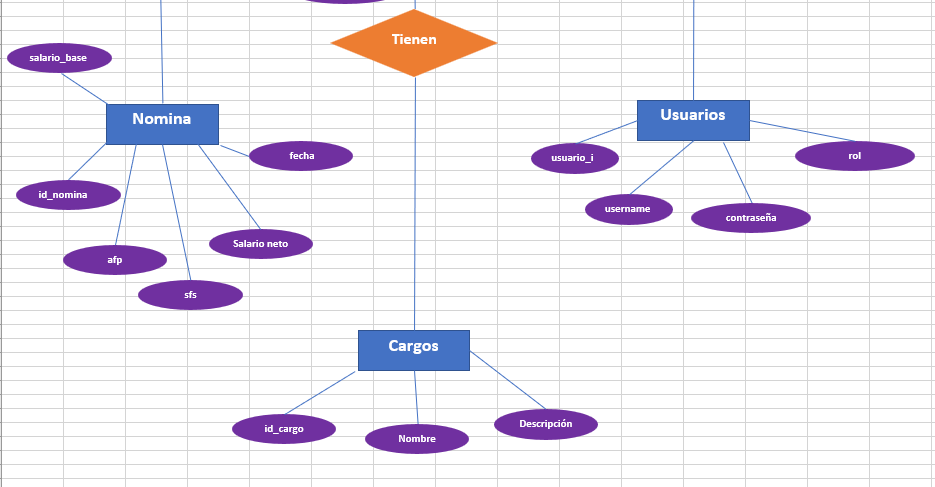 Tienen
salario_base
Nomina
Usuarios
fecha
usuario_i
rol
id_nomina
username
contraseña
Salario neto
afp
sfs
Cargos
id_cargo
Nombre
Descripción